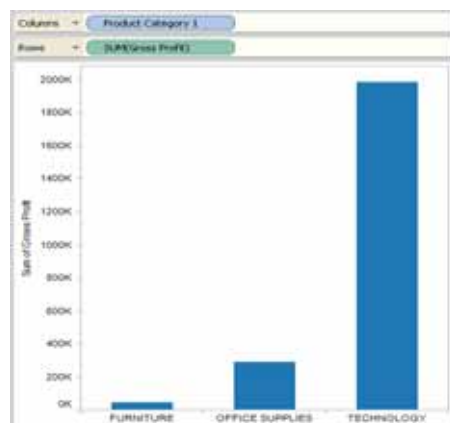 Columns Product Category 1
Rows SUM(Gross Profit)
2000K
1800K
1600K
1400K
1200K
1000K
800K
600K
400K
200K
0K
Sum of Gross Profit
FURNITURE OFFICE SUPPLIES TECHNOLOGY